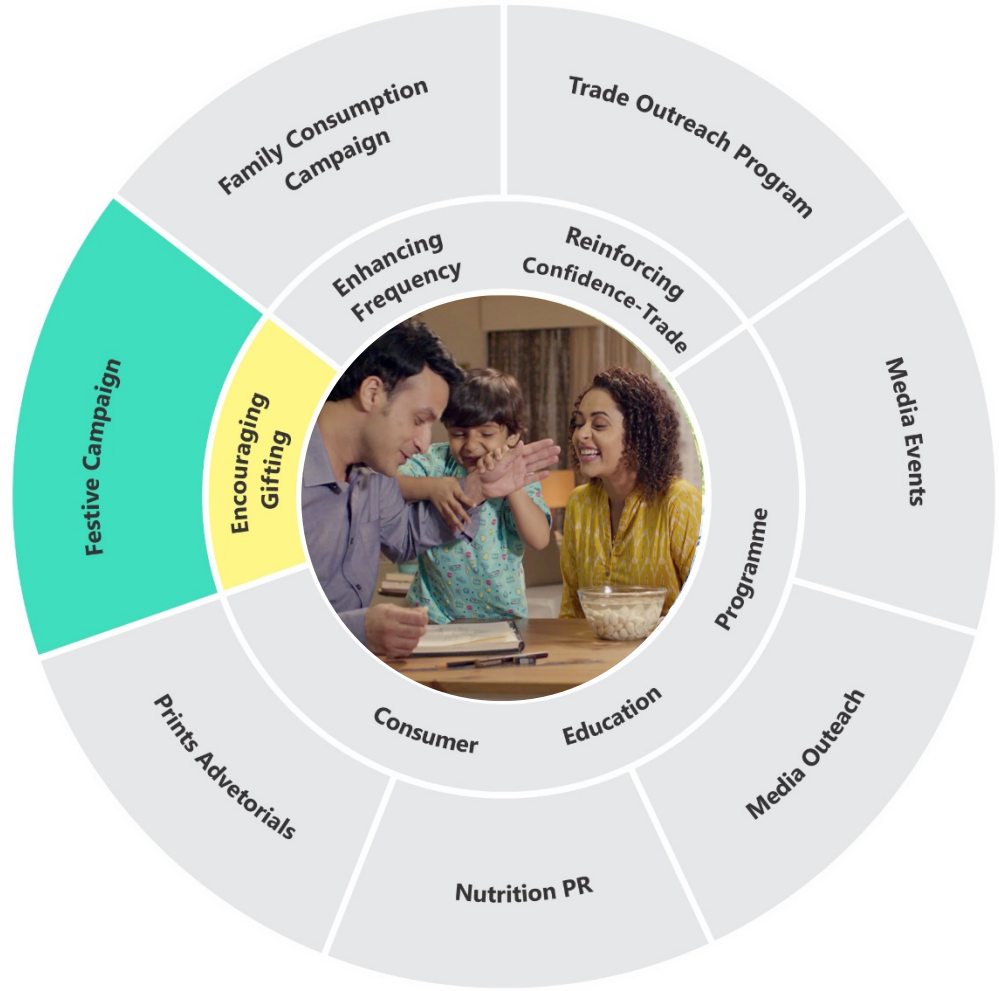 Family Consumption
Campaign
Trade Outreach Program
Enhancing
Frequency
Reinforcing
Confidence-Trade
Festive Campaign
Encouraging
Gifting
Media Events
Programme
Consumer
Education
Prints Advetorials
Nutrition PR
Media Outeach